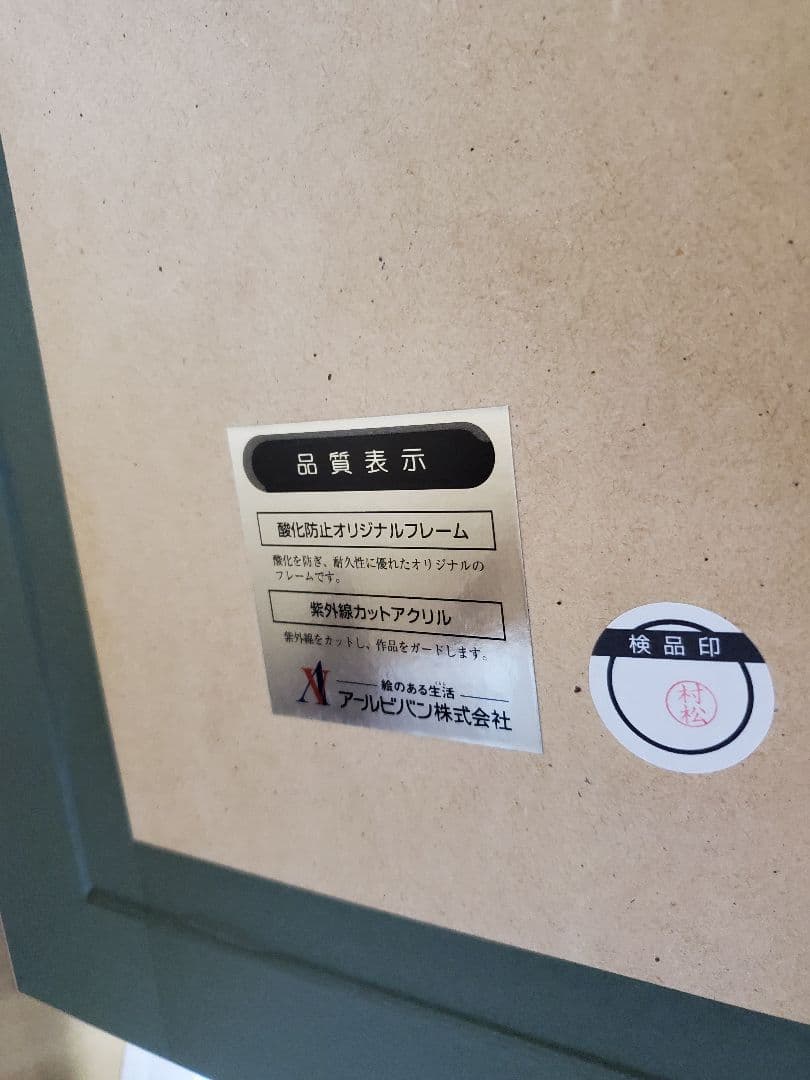 品質表示
酸化防止オリジナルフレーム
酸化を防ぎ、耐久性に優れたオリジナルの
フレームです。
紫外線カットアクリル
紫外線をカットし、作品をガードします。
絵のある生活
アールビバン株式会社
検品印
村松